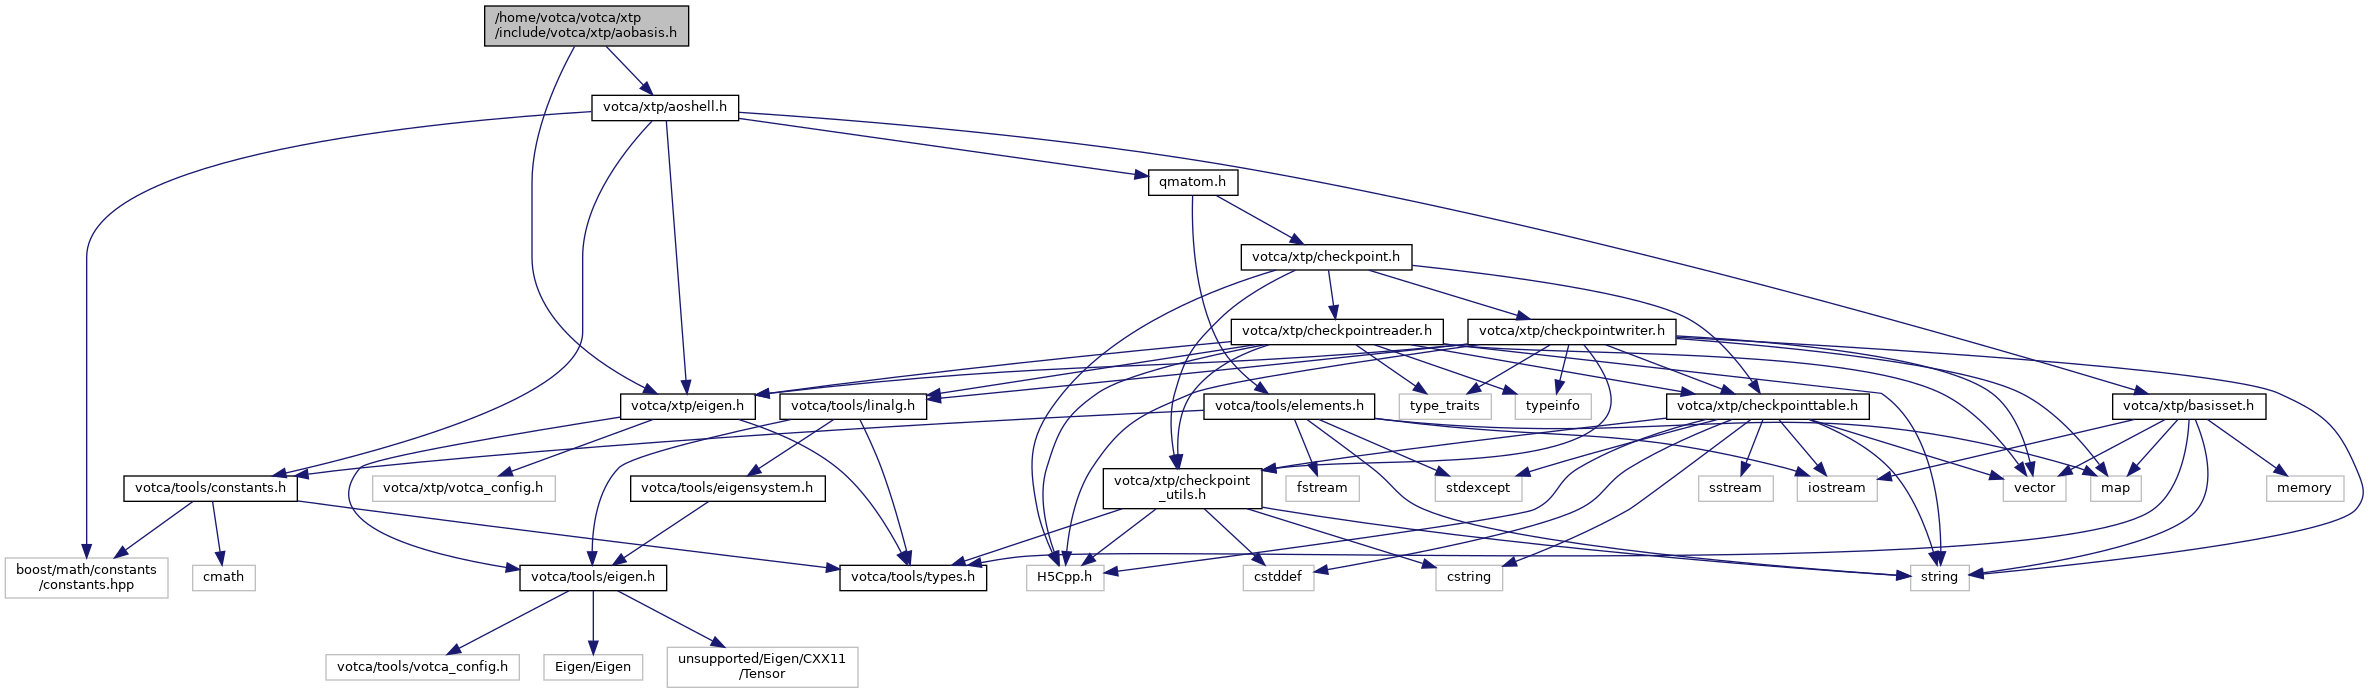 /home/votca/votca/xtp
/include/votca/xtp/aobasis.h
votca/xtp/aoshell.h
qmatom.h
votca/xtp/checkpoint.h
votca/xtp/checkpointreader.h
votca/xtp/checkpointwriter.h
votca/xtp/eigen.h
votca/tools/linalg.h
votca/tools/elements.h
type_traits
typeinfo
votca/xtp/checkpointtable.h
votca/xtp/basisset.h
votca/tools/constants.h
votca/xtp/votca_config.h
votca/tools/eigensystem.h
votca/xtp/checkpoint
_utils.h
fstream
stdexcept
sstream
iostream
vector
map
memory
boost/math/constants
/constants.hpp
cmath
votca/tools/eigen.h
votca/tools/types.h
H5Cpp.h
cstddef
cstring
string
votca/tools/votca_config.h
Eigen/Eigen
unsupported/Eigen/CXX11
/Tensor